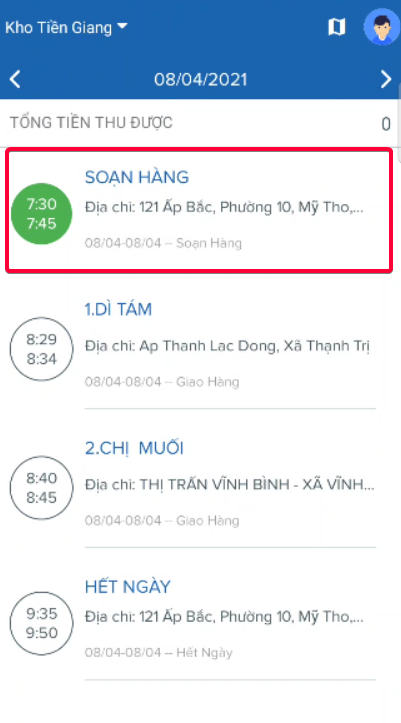 Kho Tiền Giang
08/04/2021
TỔNG TIỀN THU ĐƯỢC 0
SOẠN HÀNG
7:30
7:45
Địa chỉ: 121 Ấp Bắc, Phường 10, Mỹ Tho,...
08/04-08/04 -- Soạn Hàng
1.DÌ TÁM
8:29
8:34
Địa chỉ: Ap Thanh Lac Dong, Xã Thạnh Trị
08/04-08/04 -- Giao Hàng
2.CHỊ MUỐI
8:40
8:45
Địa chỉ: THỊ TRẤN VĨNH BÌNH - XÃ VĨNH...
08/04-08/04 -- Giao Hàng
HẾT NGÀY
9:35
9:50
Địa chỉ: 121 Ấp Bắc, Phường 10, Mỹ Tho,...
08/04-08/04 -- Hết Ngày